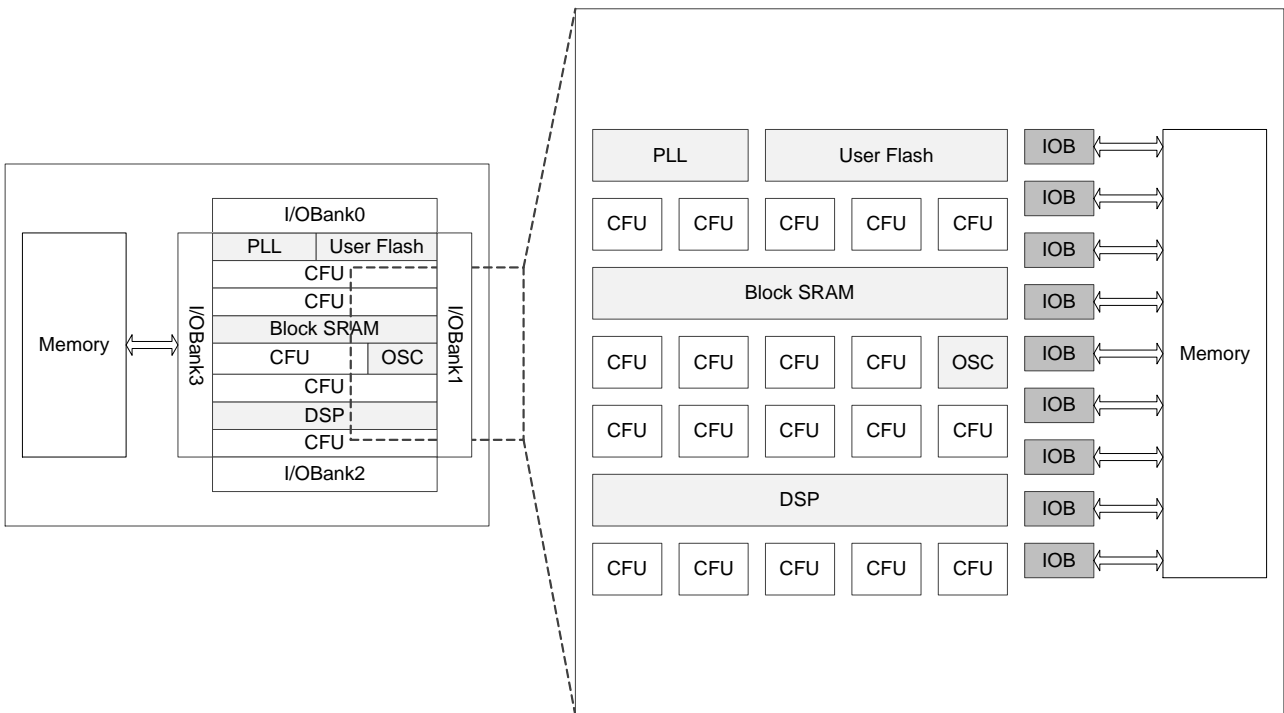 I/OBank0
PLL User Flash
CFU
CFU
Block SRAM
CFU OSC
CFU
DSP
CFU
I/OBank2
Memory
I/OBank3
I/OBank1
PLL User Flash IOB
IOB
CFU CFU CFU CFU CFU
IOB
Block SRAM IOB
CFU CFU CFU CFU OSC IOB
Memory
IOB
CFU CFU CFU CFU CFU
IOB
DSP IOB
CFU CFU CFU CFU CFU IOB